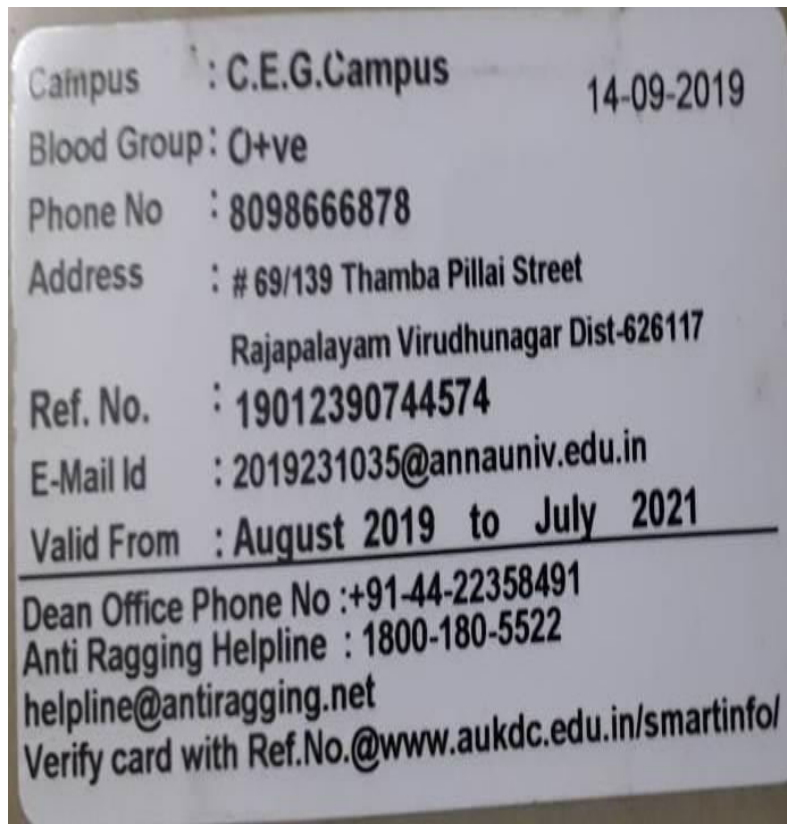 Campus : C.E.G.Campus
14-09-2019
Blood Group : O+ve
Phone No : 8098666878
Address : # 69/139 Thamba Pillai Street
Rajapalayam Virudhunagar Dist-626117
Ref. No. : 19012390744574
E-Mail Id : 2019231035@annauniv.edu.in
Valid From : August 2019 to July 2021
Dean Office Phone No :+91-44-22358491
Anti Ragging Helpline : 1800-180-5522
helpline@antiragging.net
Verify card with Ref.No.@www.aukdc.edu.in/smartinfo/